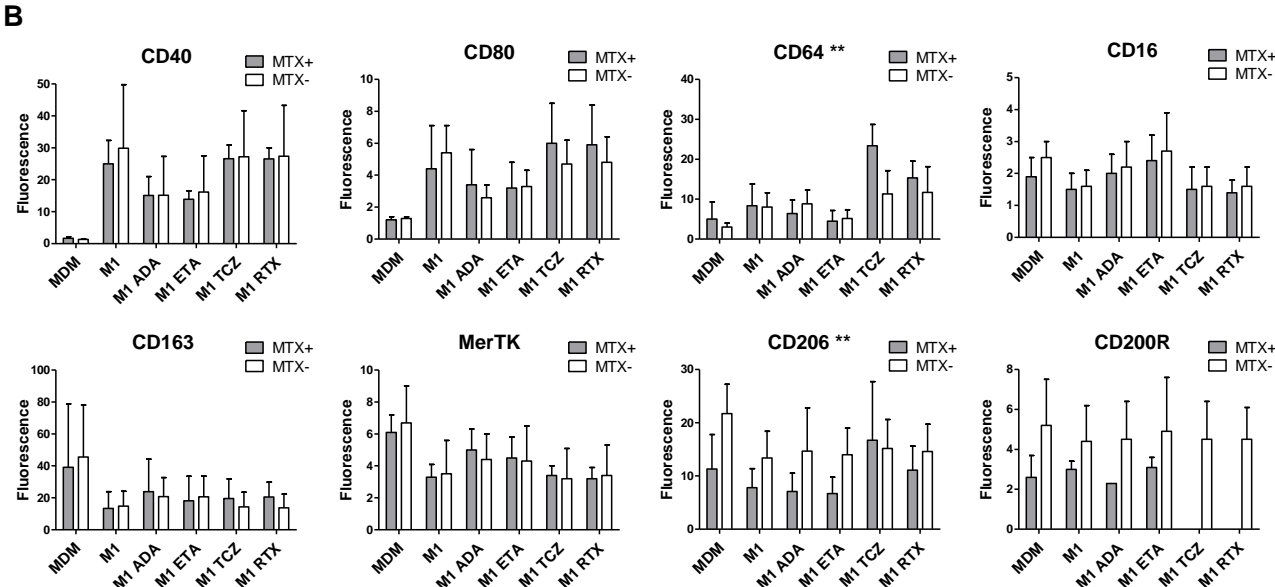 B
CD40
MTX+
MTX-
Fluorescence
50
40
30
20
10
0
MDM
M1
M1 ADA
M1 ETA
M1 TCZ
M1 RTX
CD80
MTX+
MTX-
Fluorescence
10
8
6
4
2
0
MDM
M1
M1 ADA
M1 ETA
M1 TCZ
M1 RTX
CD64 **
MTX+
MTX-
Fluorescence
40
30
20
10
0
MDM
M1
M1 ADA
M1 ETA
M1 TCZ
M1 RTX
CD16
MTX+
MTX-
Fluorescence
5
4
3
2
1
0
MDM
M1
M1 ADA
M1 ETA
M1 TCZ
M1 RTX
CD163
MTX+
MTX-
Fluorescence
100
80
60
40
20
0
MDM
M1
M1 ADA
M1 ETA
M1 TCZ
M1 RTX
MerTK
MTX+
MTX-
Fluorescence
10
8
6
4
2
0
MDM
M1
M1 ADA
M1 ETA
M1 TCZ
M1 RTX
CD206 **
MTX+
MTX-
Fluorescence
30
20
10
0
MDM
M1
M1 ADA
M1 ETA
M1 TCZ
M1 RTX
CD200R
MTX+
MTX-
Fluorescence
8
6
4
2
0
MDM
M1
M1 ADA
M1 ETA
M1 TCZ
M1 RTX